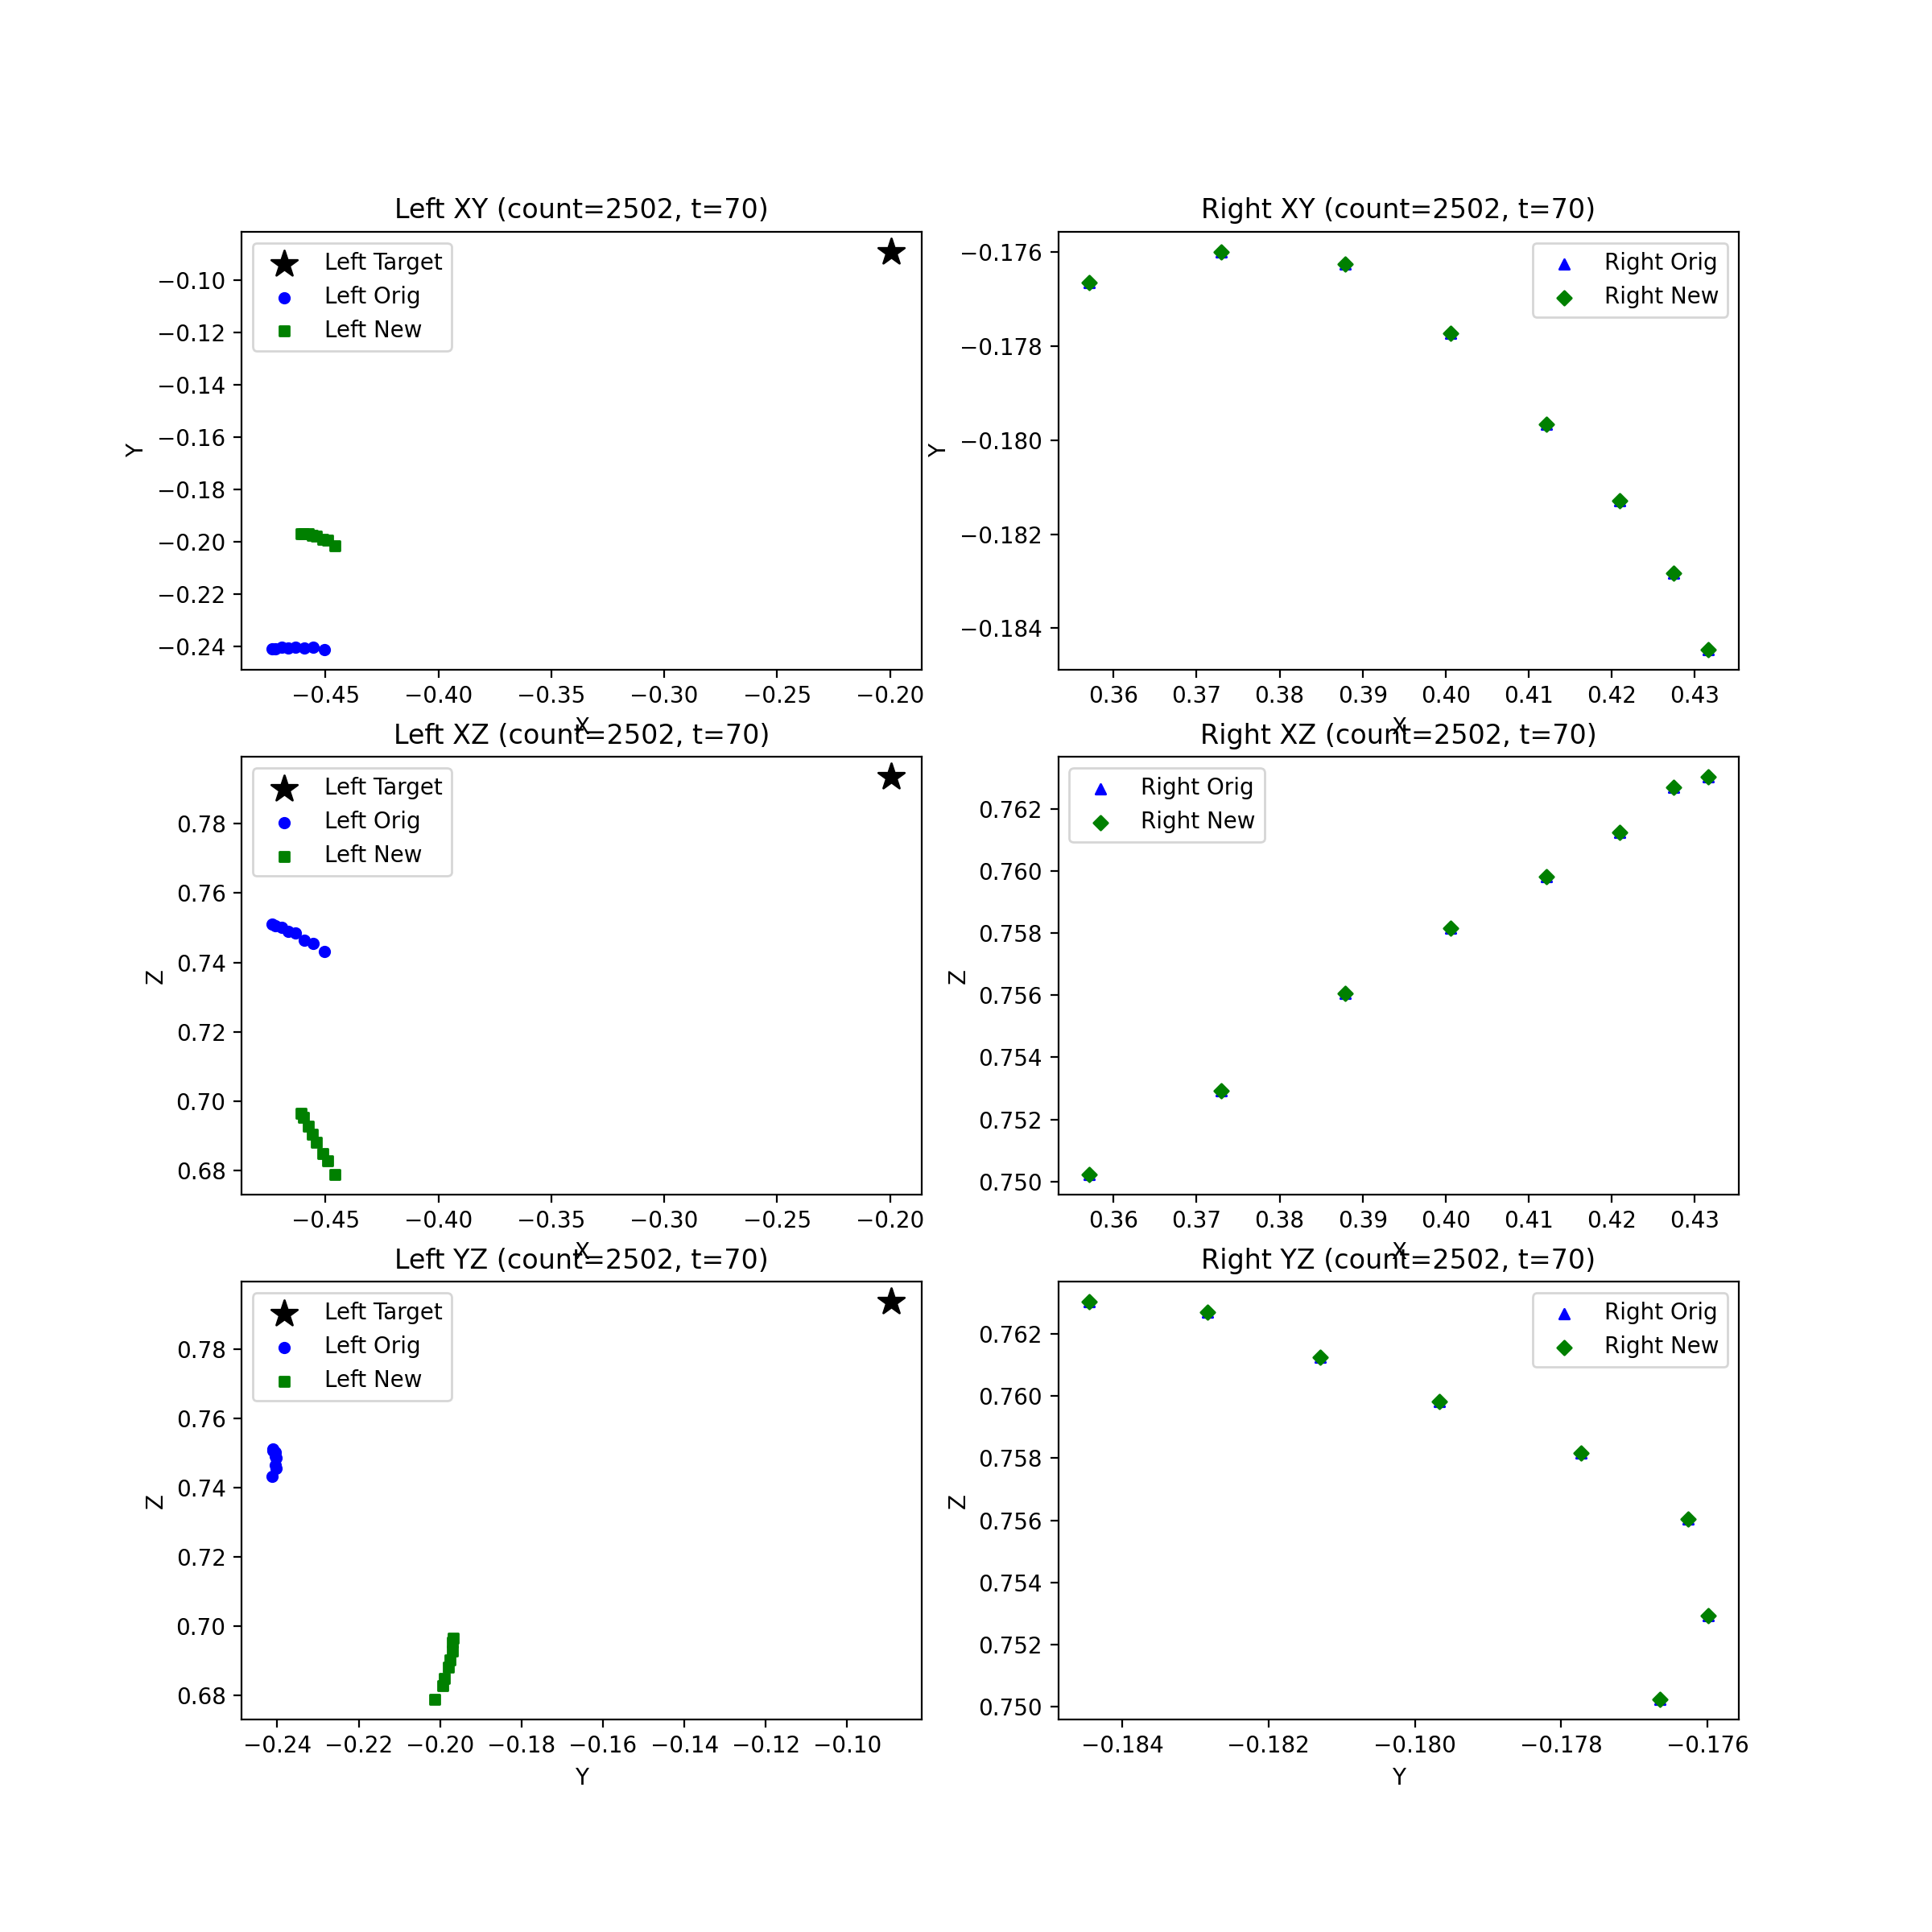 Left XY (count=2502, t=70)
Left Target
Left Orig
Left New
−0.10
−0.12
−0.14
−0.16
−0.18
−0.20
−0.22
−0.24
Y
−0.45 −0.40 −0.35 −0.30 −0.25 −0.20
X
Right XY (count=2502, t=70)
Right Orig
Right New
−0.176
−0.178
−0.180
−0.182
−0.184
Y
0.36 0.37 0.38 0.39 0.40 0.41 0.42 0.43
X
Left XZ (count=2502, t=70)
Left Target
Left Orig
Left New
0.78
0.76
0.74
0.72
0.70
0.68
Z
−0.45 −0.40 −0.35 −0.30 −0.25 −0.20
X
Right XZ (count=2502, t=70)
Right Orig
Right New
0.762
0.760
0.758
0.756
0.754
0.752
0.750
Z
0.36 0.37 0.38 0.39 0.40 0.41 0.42 0.43
X
Left YZ (count=2502, t=70)
Left Target
Left Orig
Left New
0.78
0.76
0.74
0.72
0.70
0.68
Z
−0.24 −0.22 −0.20 −0.18 −0.16 −0.14 −0.12 −0.10
Y
Right YZ (count=2502, t=70)
Right Orig
Right New
0.762
0.760
0.758
0.756
0.754
0.752
0.750
Z
−0.184 −0.182 −0.180 −0.178 −0.176
Y